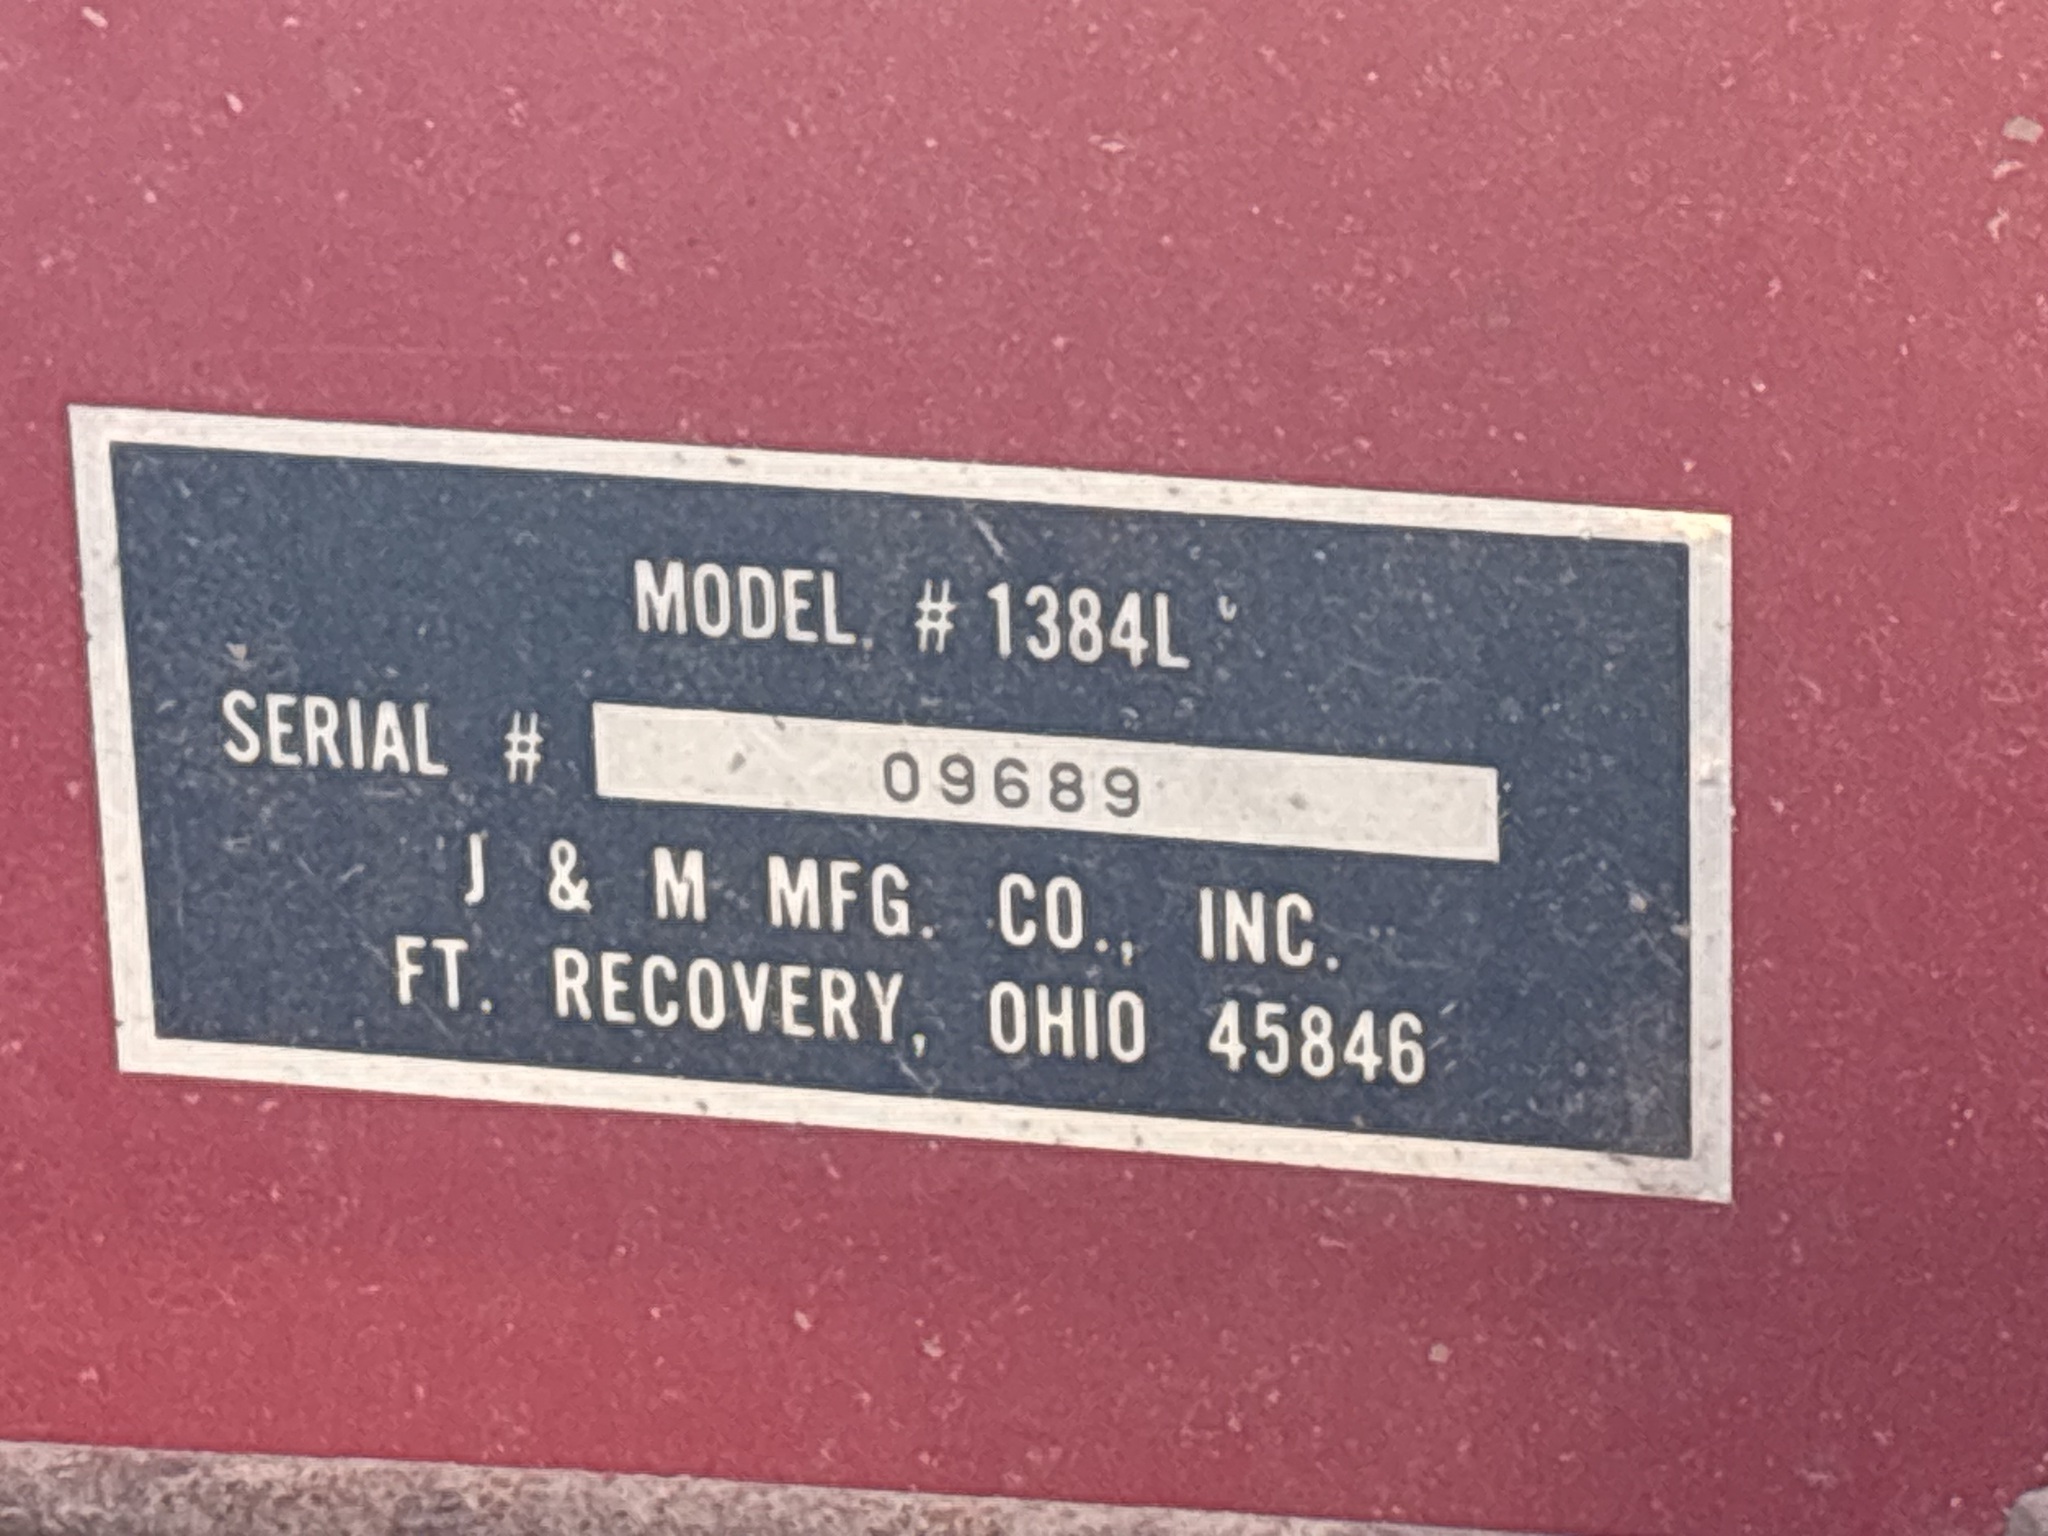 MODEL. # 1384L
SERIAL # 09689
J & M MFG. CO., INC.
FT. RECOVERY, OHIO 45846